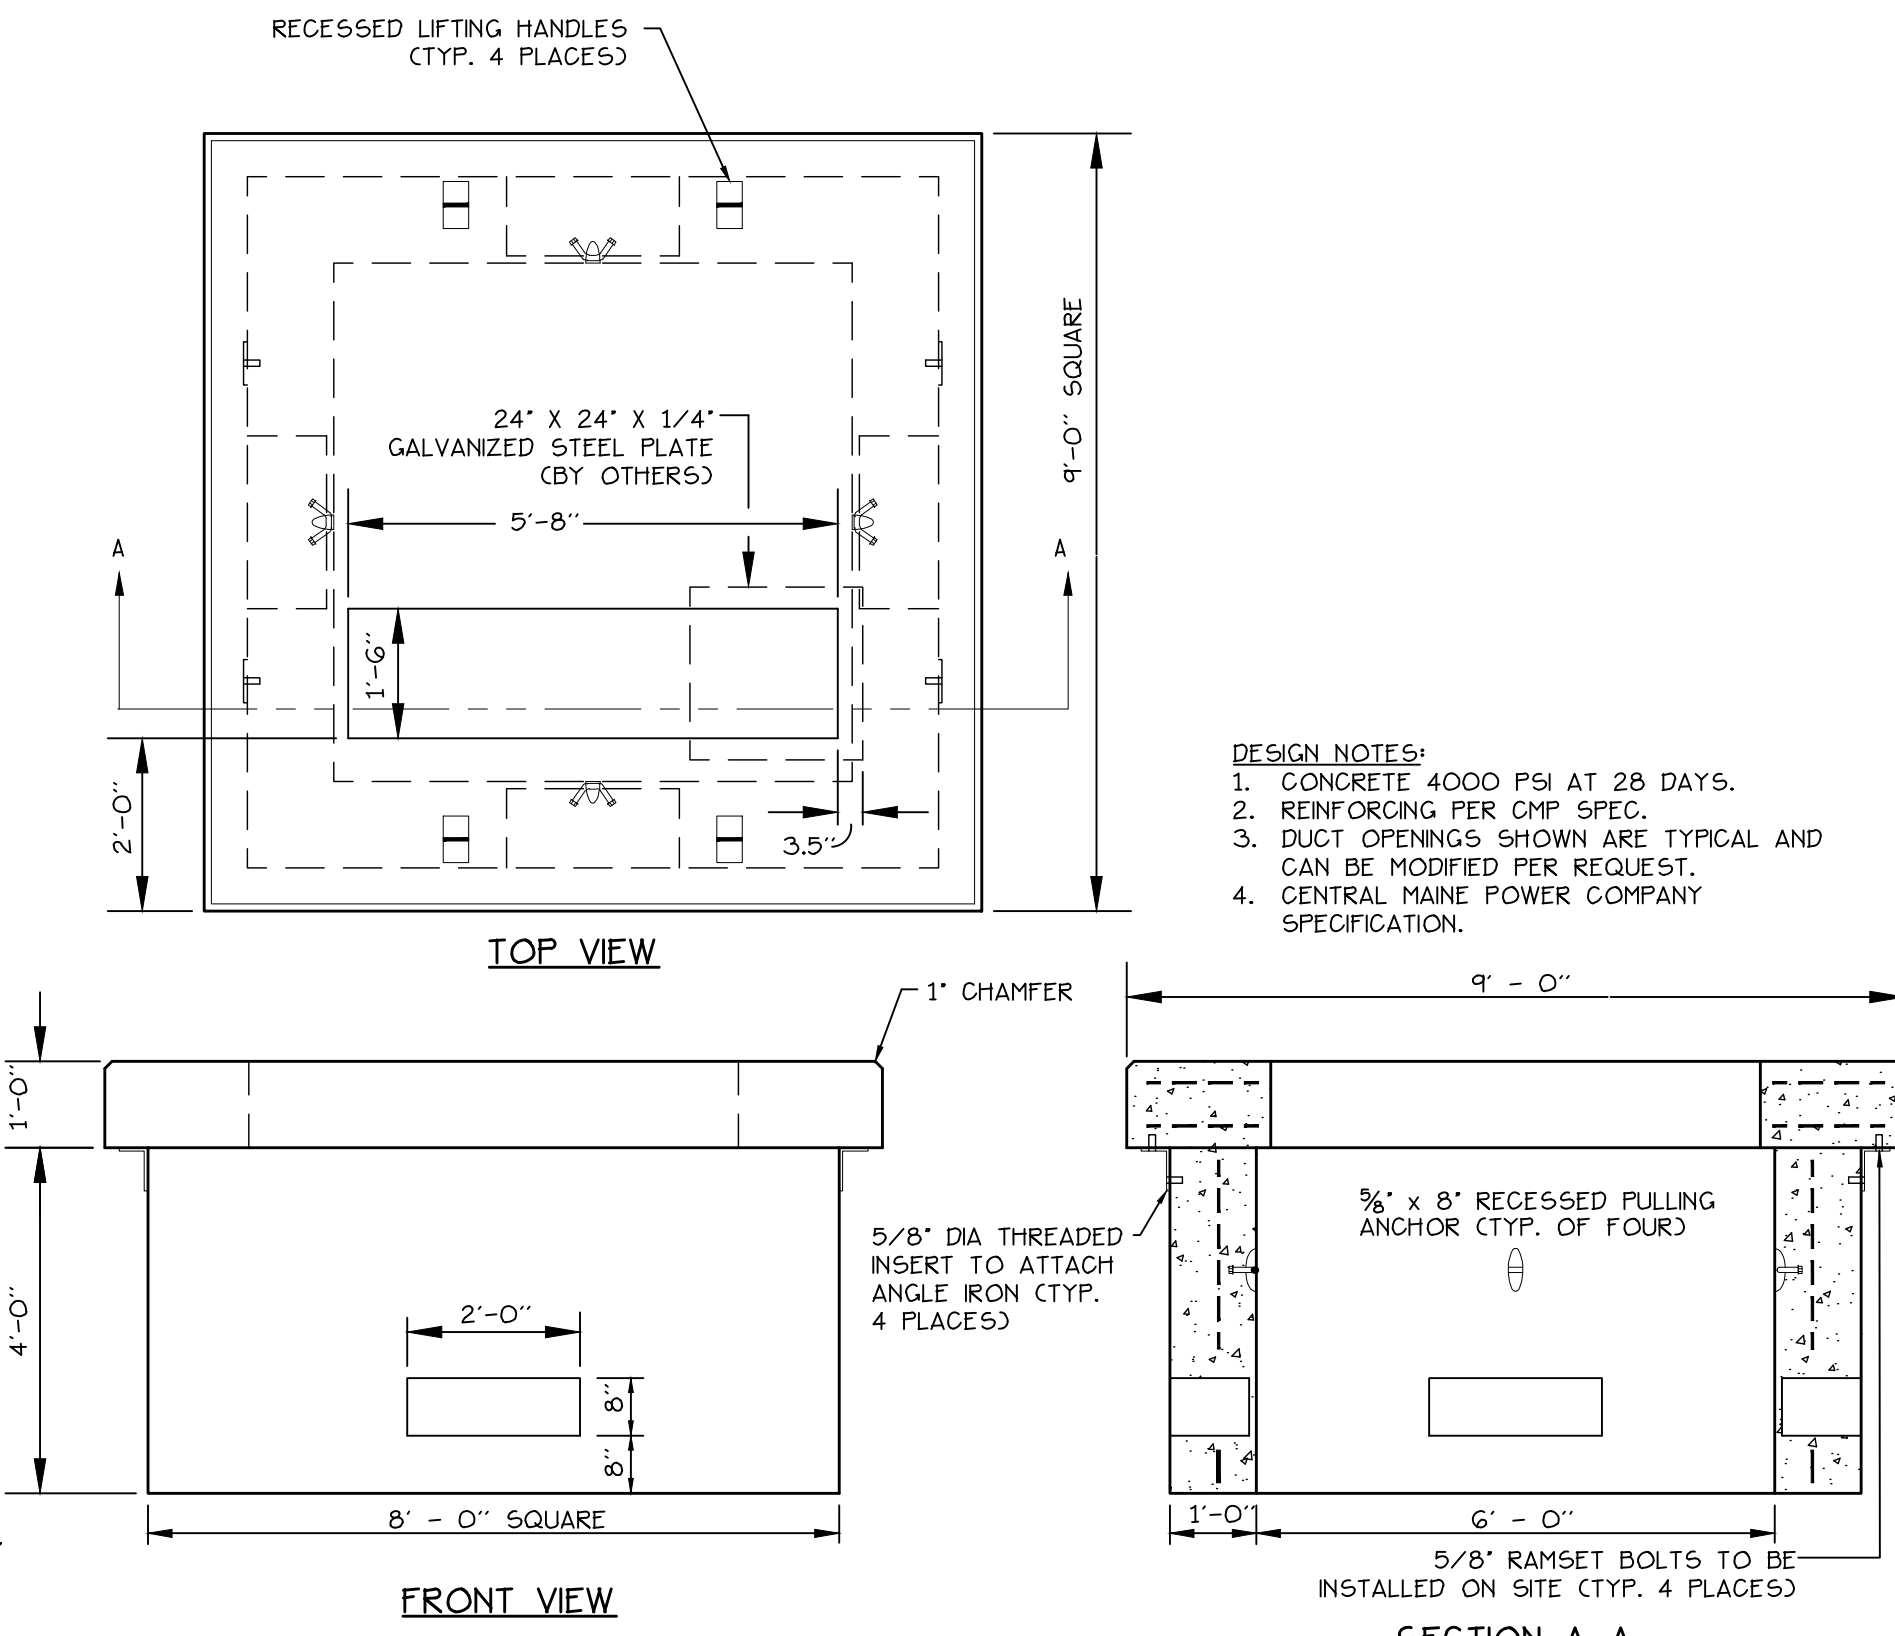 RECESSED LIFTING HANDLES
(TYP. 4 PLACES)
9'-0" SQUARE
24" X 24" X 1/4"
GALVANIZED STEEL PLATE
(BY OTHERS)
5'-8"
A
A
1'-6"
2'-0"
3.5"
TOP VIEW
DESIGN NOTES:
1. CONCRETE 4000 PSI AT 28 DAYS.
2. REINFORCING PER CMP SPEC.
3. DUCT OPENINGS SHOWN ARE TYPICAL AND
CAN BE MODIFIED PER REQUEST.
4. CENTRAL MAINE POWER COMPANY
SPECIFICATION.
1" CHAMFER
1'-0"
4'-0"
2'-0"
8"
8"
8' - 0" SQUARE
FRONT VIEW
9' - 0"
5/8" DIA THREADED
INSERT TO ATTACH
ANGLE IRON (TYP.
4 PLACES)
5/8" x 8" RECESSED PULLING
ANCHOR (TYP. OF FOUR)
1'-0"
6' - 0"
5/8" RAMSET BOLTS TO BE
INSTALLED ON SITE (TYP. 4 PLACES)
SECTION A-A